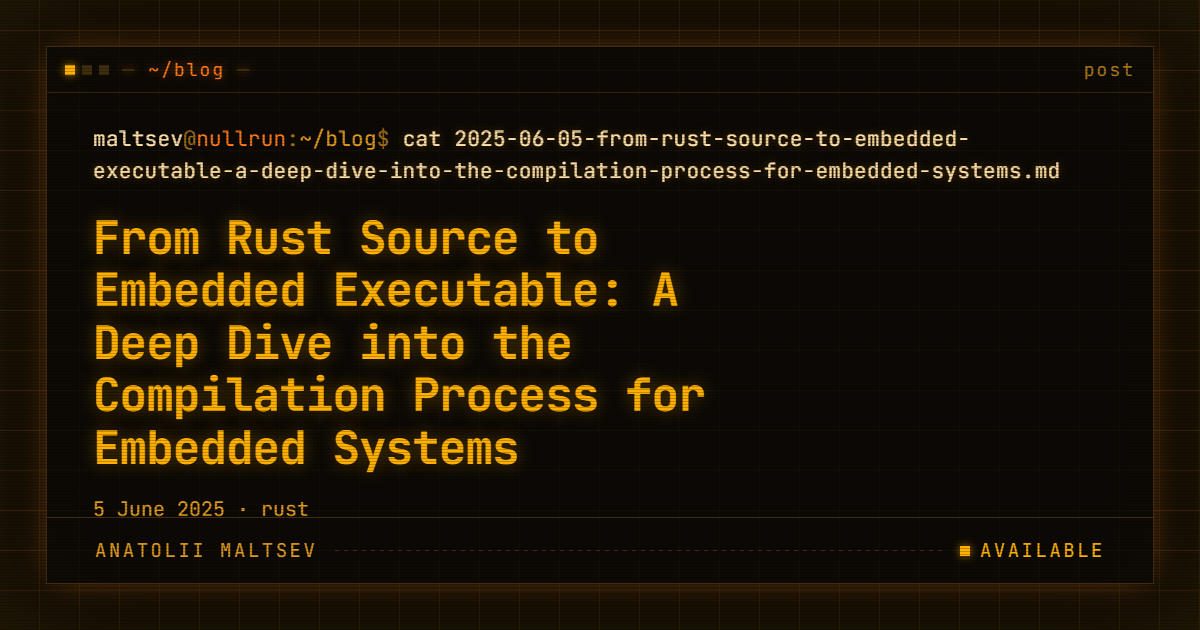 — ~/blog —
post
maltsev@nullrun:~/blog$ cat 2025-06-05-from-rust-source-to-embedded-
executable-a-deep-dive-into-the-compilation-process-for-embedded-systems.md
From Rust Source to
Embedded Executable: A
Deep Dive into the
Compilation Process for
Embedded Systems
5 June 2025 · rust
ANATOLII MALTSEV
AVAILABLE